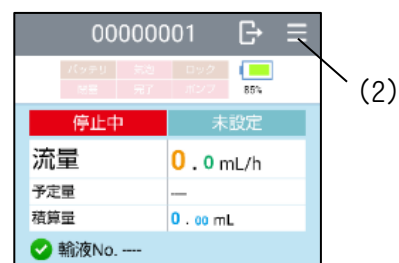 00000001
(2)
バッテリ 気泡 ロック
閉塞 完了 ポンプ 85%
停止中 未設定
流量 0.0 mL/h
予定量 ----
積算量 0.00 mL
輸液No. ----